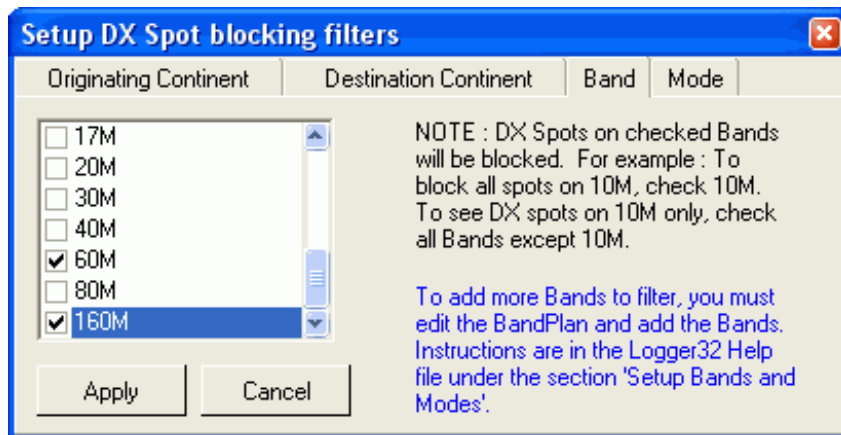 Setup DX Spot blocking filters
Originating Continent
Destination Continent
Band
Mode
17M
20M
30M
40M
60M
80M
160M
NOTE : DX Spots on checked Bands
will be blocked.  For example : To
block all spots on 10M, check 10M.
To see DX spots on 10M only, check
all Bands except 10M.
To add more Bands to filter, you must
edit the BandPlan and add the Bands.
Instructions are in the Logger32 Help
file under the section 'Setup Bands and
Modes'.
Apply
Cancel